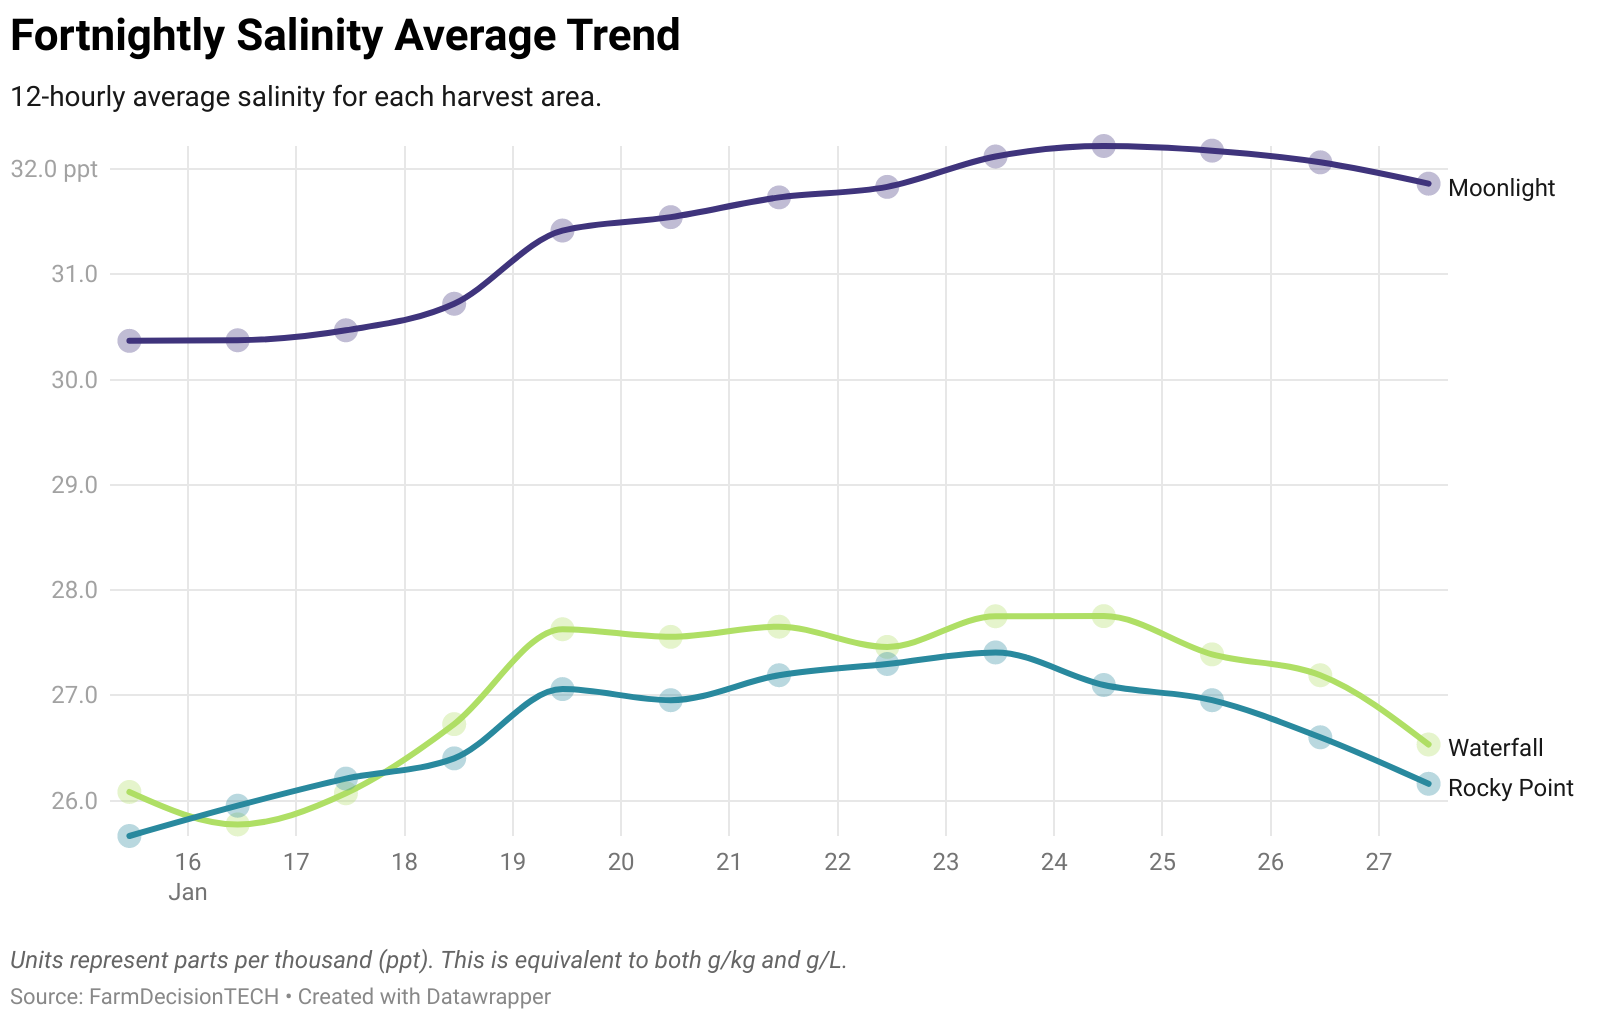 Fortnightly Salinity Average Trend
12-hourly average salinity for each harvest area.
32.0 ppt
31.0
30.0
29.0
28.0
27.0
26.0
Moonlight
Waterfall
Rocky Point
16 17 18 19 20 21 22 23 24 25 26 27
Jan
Units represent parts per thousand (ppt). This is equivalent to both g/kg and g/L.
Source: FarmDecisionTECH • Created with Datawrapper